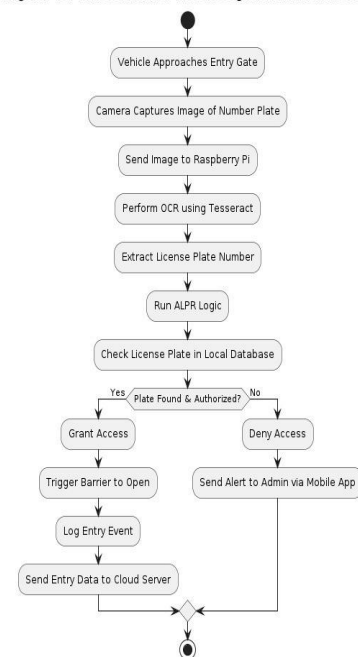 Vehicle Approaches Entry Gate
Camera Captures Image of Number Plate
Send Image to Raspberry Pi
Perform OCR using Tesseract
Extract License Plate Number
Run ALPR Logic
Check License Plate in Local Database
Yes
Plate Found & Authorized?
No
Grant Access
Deny Access
Trigger Barrier to Open
Send Alert to Admin via Mobile App
Log Entry Event
Send Entry Data to Cloud Server